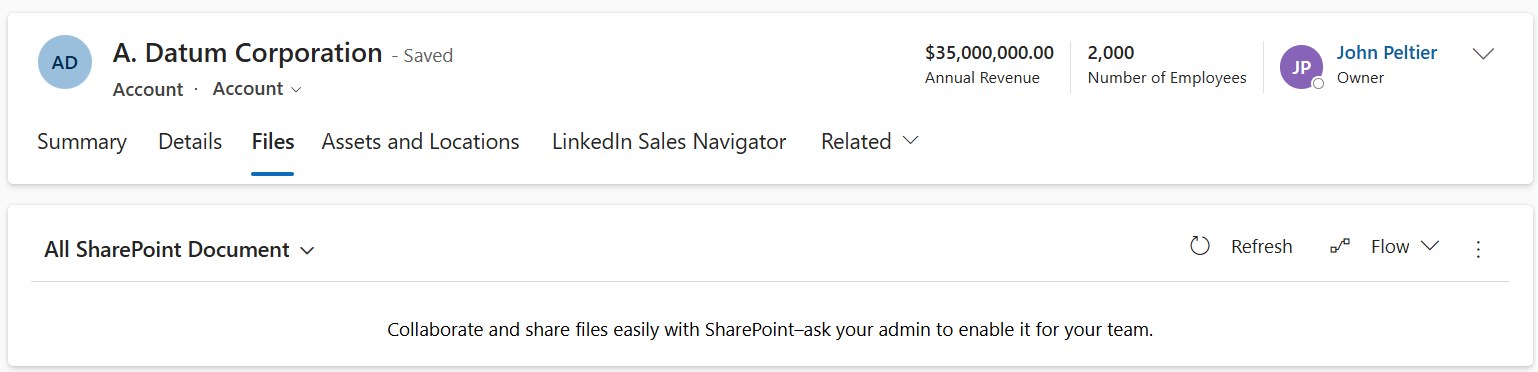 AD
A. Datum Corporation - Saved
Account · Account
$35,000,000.00
Annual Revenue
2,000
Number of Employees
JP
John Peltier
Owner
Summary Details Files Assets and Locations LinkedIn Sales Navigator Related
All SharePoint Document
Refresh Flow
Collaborate and share files easily with SharePoint–ask your admin to enable it for your team.